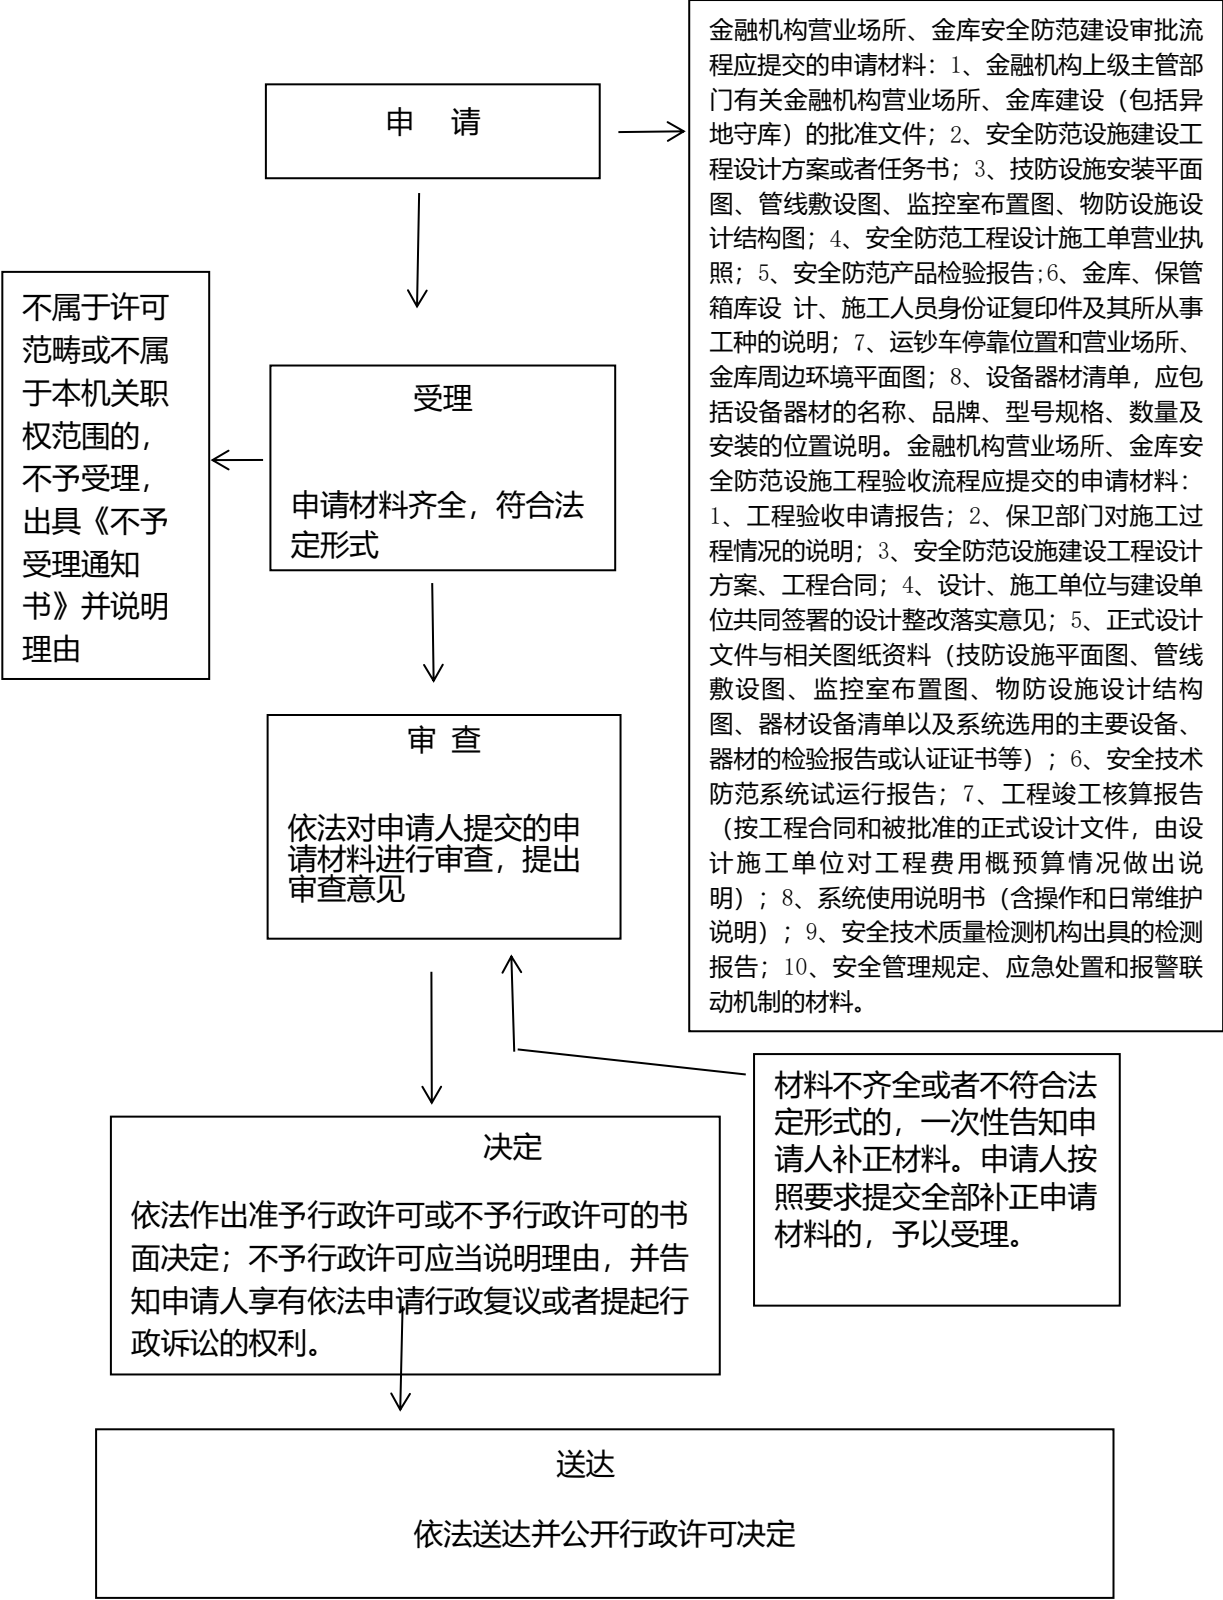 申 请
金融机构营业场所、金库安全防范建设审批流
程应提交的申请材料：1、金融机构上级主管部
门有关金融机构营业场所、金库建设（包括异
地守库）的批准文件；2、安全防范设施建设工
程设计方案或者任务书；3、技防设施安装平面
图、管线敷设图、监控室布置图、物防设施设
计结构图；4、安全防范工程设计施工单营业执
照；5、安全防范产品检验报告;6、金库、保管
箱库设 计、施工人员身份证复印件及其所从事
工种的说明；7、运钞车停靠位置和营业场所、
金库周边环境平面图；8、设备器材清单，应包
括设备器材的名称、品牌、型号规格、数量及
安装的位置说明。金融机构营业场所、金库安
全防范设施工程验收流程应提交的申请材料：
1、工程验收申请报告；2、保卫部门对施工过
程情况的说明；3、安全防范设施建设工程设计
方案、工程合同；4、设计、施工单位与建设单
位共同签署的设计整改落实意见；5、正式设计
文件与相关图纸资料（技防设施平面图、管线
敷设图、监控室布置图、物防设施设计结构
图、器材设备清单以及系统选用的主要设备、
器材的检验报告或认证证书等）；6、安全技术
防范系统试运行报告；7、工程竣工核算报告
（按工程合同和被批准的正式设计文件，由设
计施工单位对工程费用概预算情况做出说
明）；8、系统使用说明书（含操作和日常维护
说明）；9、安全技术质量检测机构出具的检测
报告；10、安全管理规定、应急处置和报警联
动机制的材料。
不属于许可
范畴或不属
于本机关职
权范围的，
不予受理，
出具《不予
受理通知
书》并说明
理由
受理
申请材料齐全，符合法
定形式
审 查
依法对申请人提交的申
请材料进行审查，提出
审查意见
材料不齐全或者不符合法
定形式的，一次性告知申
请人补正材料。申请人按
照要求提交全部补正申请
材料的，予以受理。
决定
依法作出准予行政许可或不予行政许可的书
面决定；不予行政许可应当说明理由，并告
知申请人享有依法申请行政复议或者提起行
政诉讼的权利。
送达
依法送达并公开行政许可决定